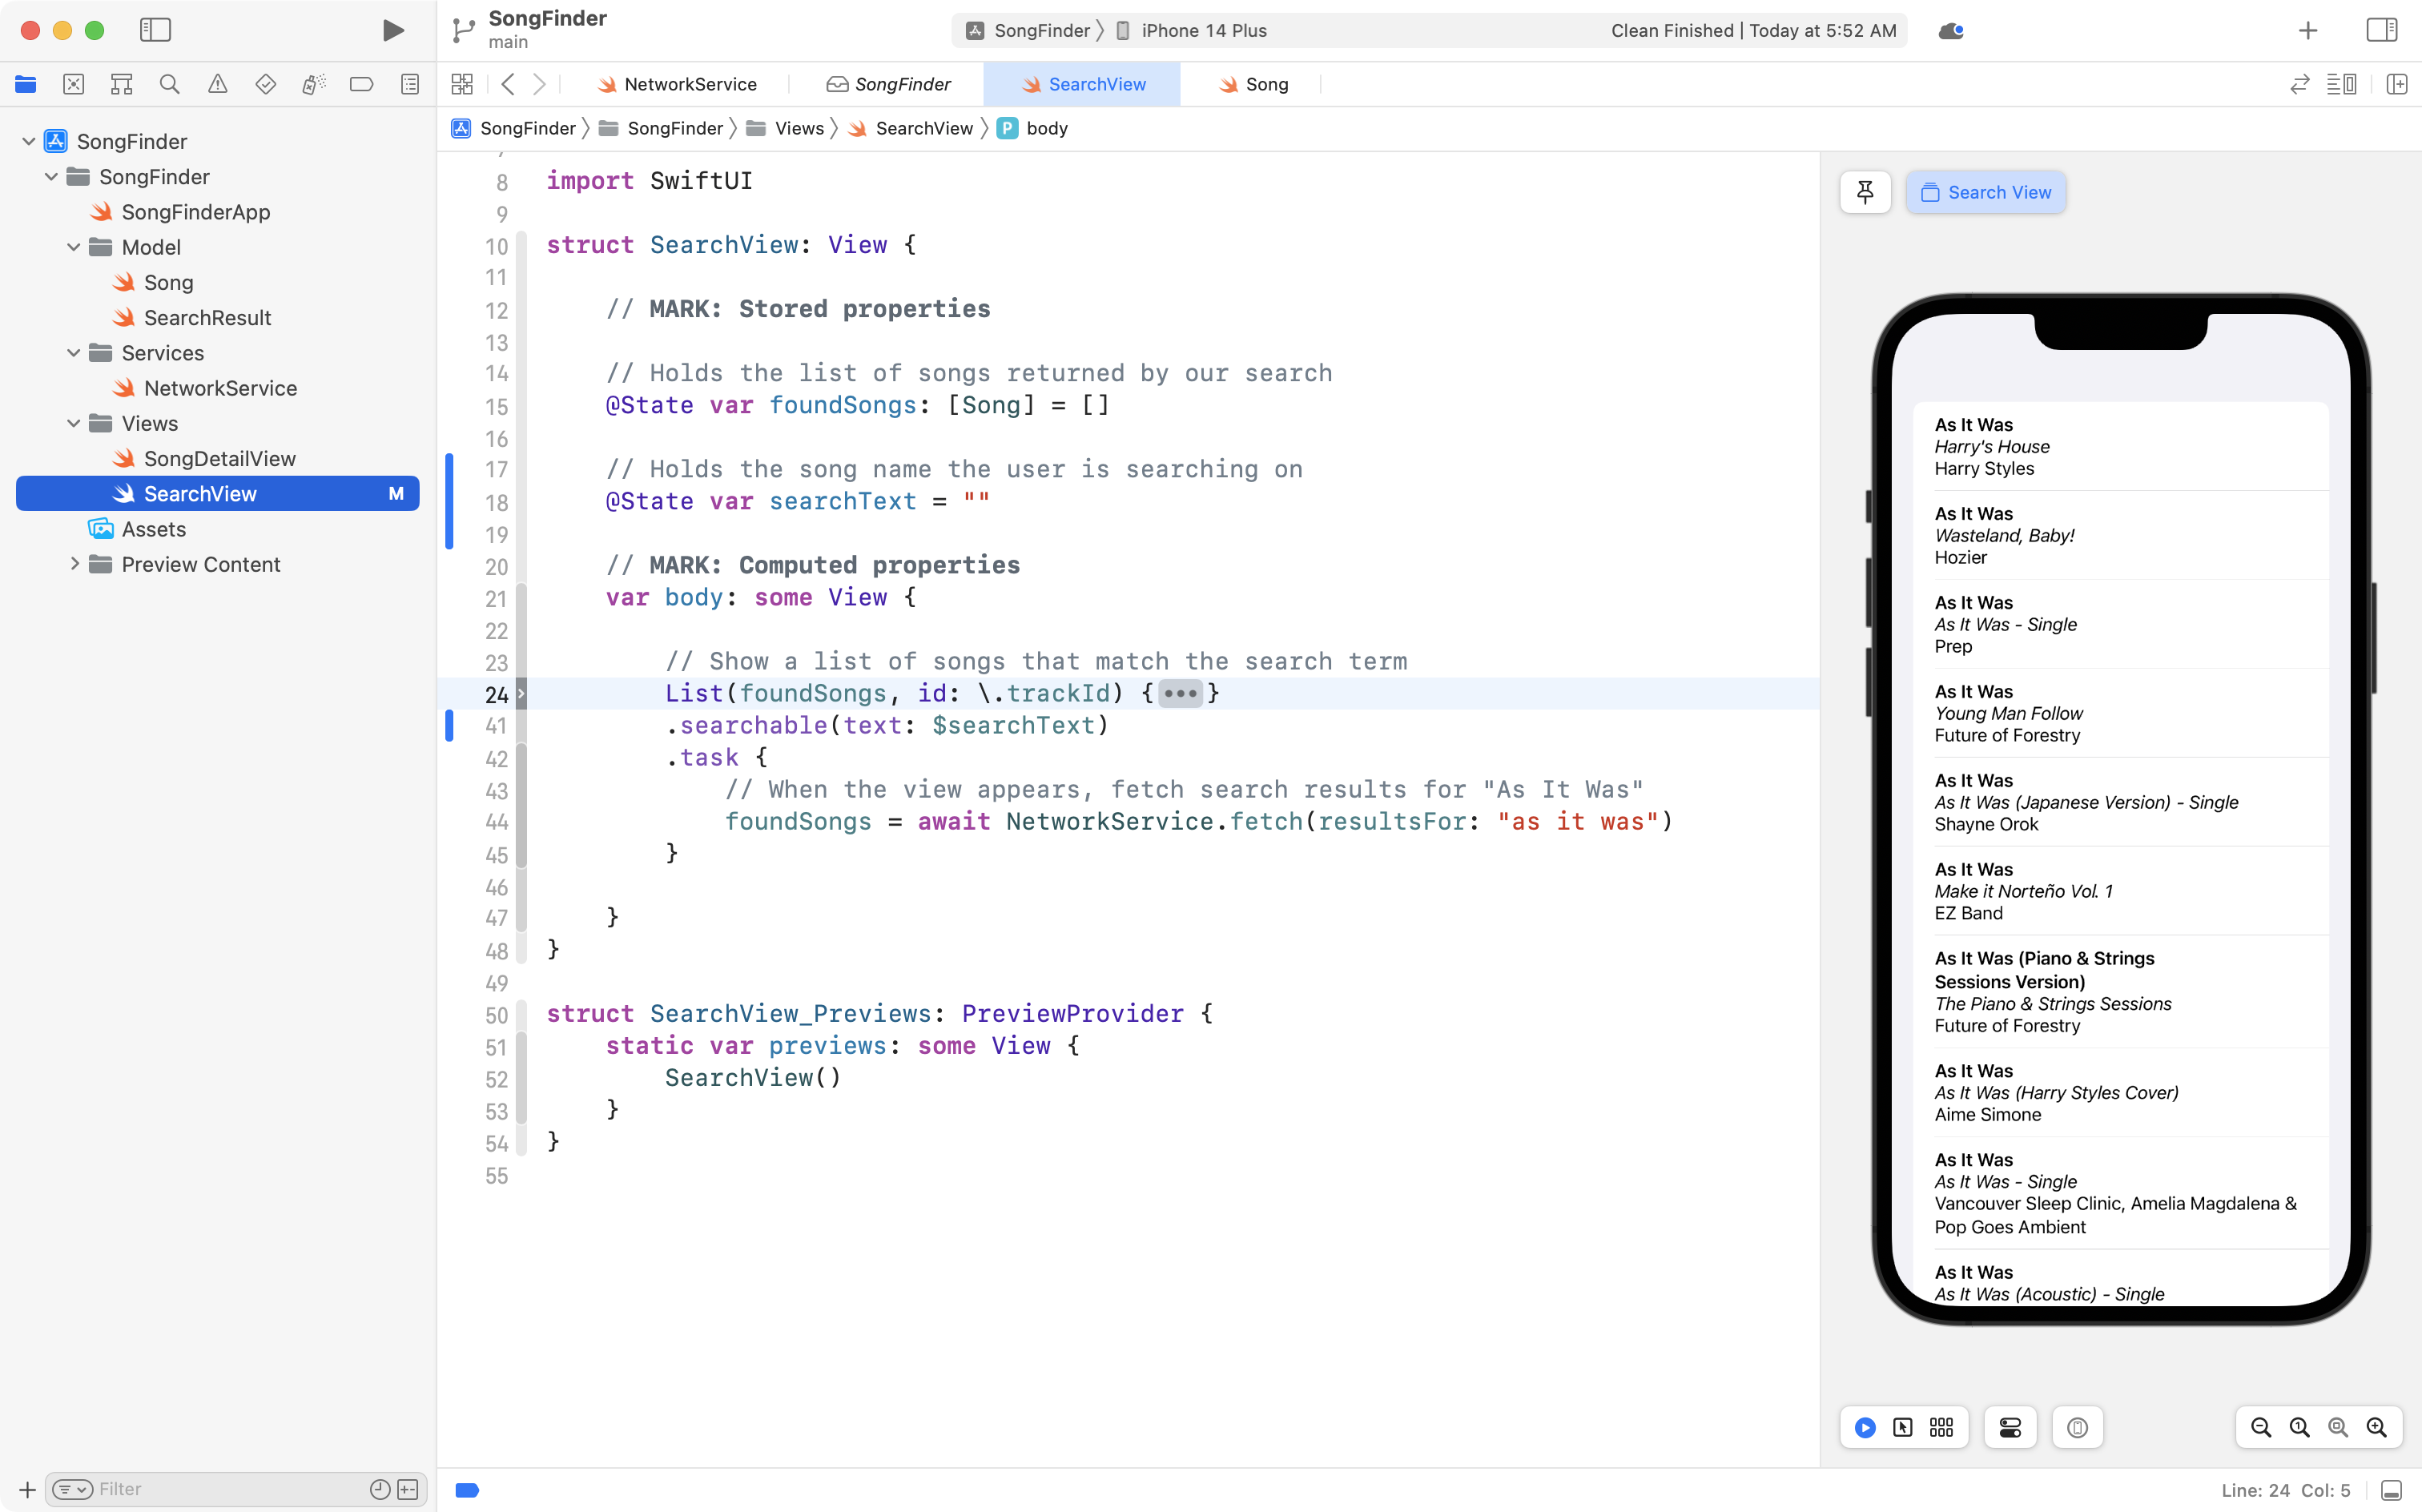 SongFinder
main
SongFinder
iPhone 14 Plus
Clean Finished | Today at 5:52 AM
NetworkService
SongFinder
SearchView
Song
SongFinder
SongFinder
Views
SearchView
P body
SongFinder
SongFinder
SongFinderApp
Model
Song
SearchResult
Services
NetworkService
Views
SongDetailView
SearchView M
Assets
Preview Content
8 import SwiftUI
9
10 struct SearchView: View {
11
12 // MARK: Stored properties
13
14 // Holds the list of songs returned by our search
15 @State var foundSongs: [Song] = []
16
17 // Holds the song name the user is searching on
18 @State var searchText = ""
19
20 // MARK: Computed properties
21 var body: some View {
22
23 // Show a list of songs that match the search term
24 List(foundSongs, id: \.trackId) {•••}
41 .searchable(text: $searchText)
42 .task {
43 // When the view appears, fetch search results for "As It Was"
44 foundSongs = await NetworkService.fetch(resultsFor: "as it was")
45 }
46
47 }
48 }
49
50 struct SearchView_Previews: PreviewProvider {
51 static var previews: some View {
52 SearchView()
53 }
54 }
55
Search View
As It Was
Harry's House
Harry Styles
As It Was
Wasteland, Baby!
Hozier
As It Was
As It Was - Single
Prep
As It Was
Young Man Follow
Future of Forestry
As It Was
As It Was (Japanese Version) - Single
Shayne Orok
As It Was
Make it Norteño Vol. 1
EZ Band
As It Was (Piano & Strings
Sessions Version)
The Piano & Strings Sessions
Future of Forestry
As It Was
As It Was (Harry Styles Cover)
Aime Simone
As It Was
As It Was - Single
Vancouver Sleep Clinic, Amelia Magdalena &
Pop Goes Ambient
As It Was
As It Was (Acoustic) - Single
Filter
Line: 24 Col: 5